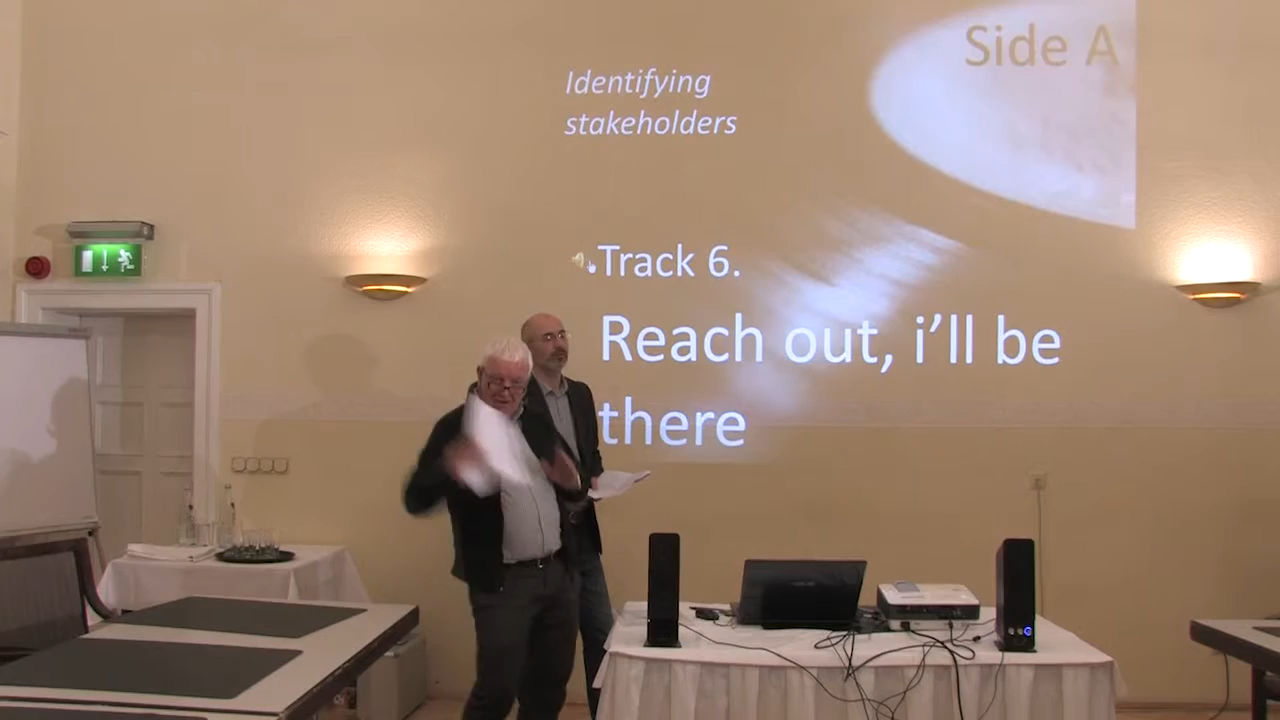 Side A
Identifying
stakeholders
Track 6.
Reach out, i’ll be
there